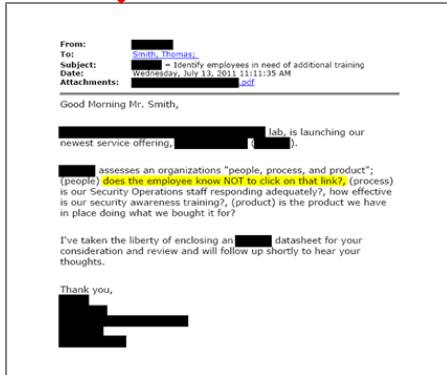 From:
To: Smith, Thomas;
Subject: – Identify employees in need of additional training
Date: Wednesday, July 13, 2011 11:11:35 AM
Attachments: .pdf
Good Morning Mr. Smith,
lab, is launching our
newest service offering, ( ).
assesses an organizations "people, process, and product";
(people) does the employee know NOT to click on that link?, (process)
is our Security Operations staff responding adequately?, how effective
is our security awareness training?, (product) is the product we have
in place doing what we bought it for?
I've taken the liberty of enclosing an datasheet for your
consideration and review and will follow up shortly to hear your
thoughts.
Thank you,